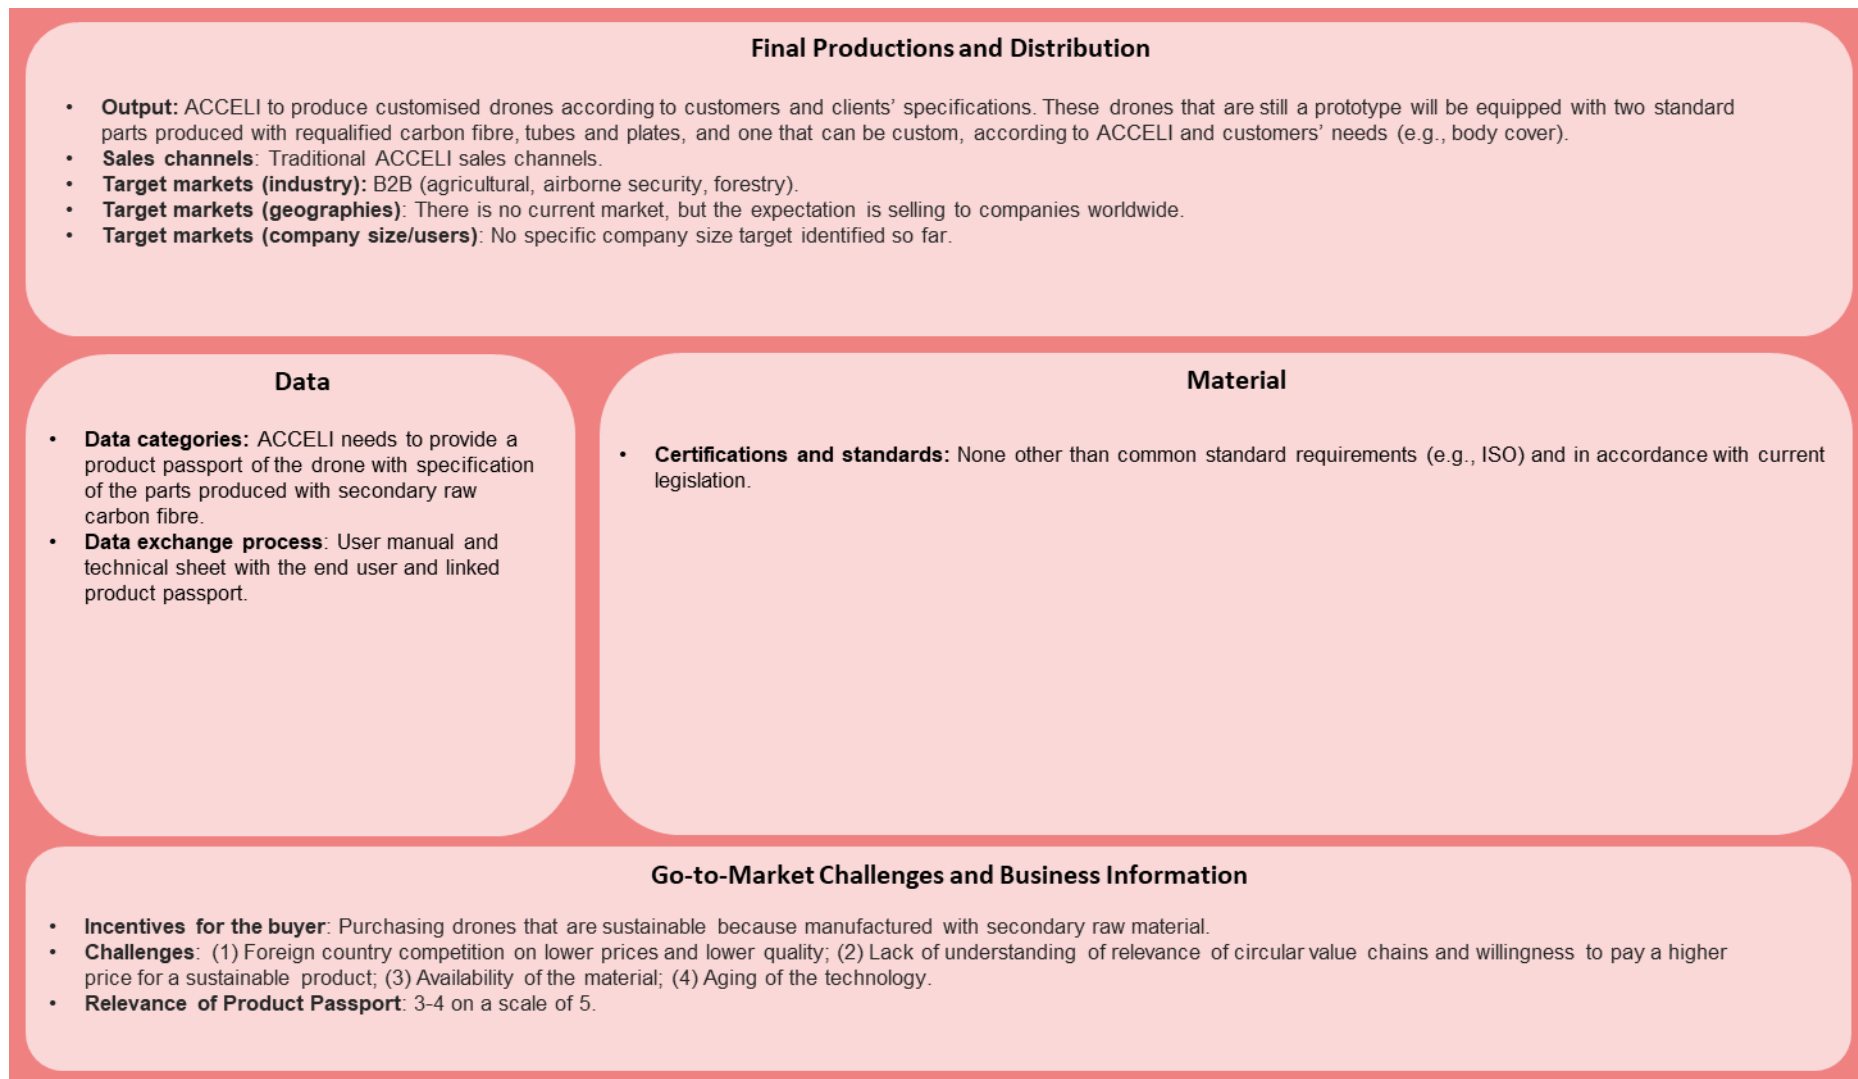 Final Productions and Distribution
• Output: ACCELI to produce customised drones according to customers and clients’ specifications. These drones that are still a prototype will be equipped with two standard
parts produced with requalified carbon fibre, tubes and plates, and one that can be custom, according to ACCELI and customers’ needs (e.g., body cover).
• Sales channels: Traditional ACCELI sales channels.
• Target markets (industry): B2B (agricultural, airborne security, forestry).
• Target markets (geographies): There is no current market, but the expectation is selling to companies worldwide.
• Target markets (company size/users): No specific company size target identified so far.
Data
• Data categories: ACCELI needs to provide a
product passport of the drone with specification
of the parts produced with secondary raw
carbon fibre.
• Data exchange process: User manual and
technical sheet with the end user and linked
product passport.
Material
• Certifications and standards: None other than common standard requirements (e.g., ISO) and in accordance with current
legislation.
Go-to-Market Challenges and Business Information
• Incentives for the buyer: Purchasing drones that are sustainable because manufactured with secondary raw material.
• Challenges: (1) Foreign country competition on lower prices and lower quality; (2) Lack of understanding of relevance of circular value chains and willingness to pay a higher
price for a sustainable product; (3) Availability of the material; (4) Aging of the technology.
• Relevance of Product Passport: 3-4 on a scale of 5.